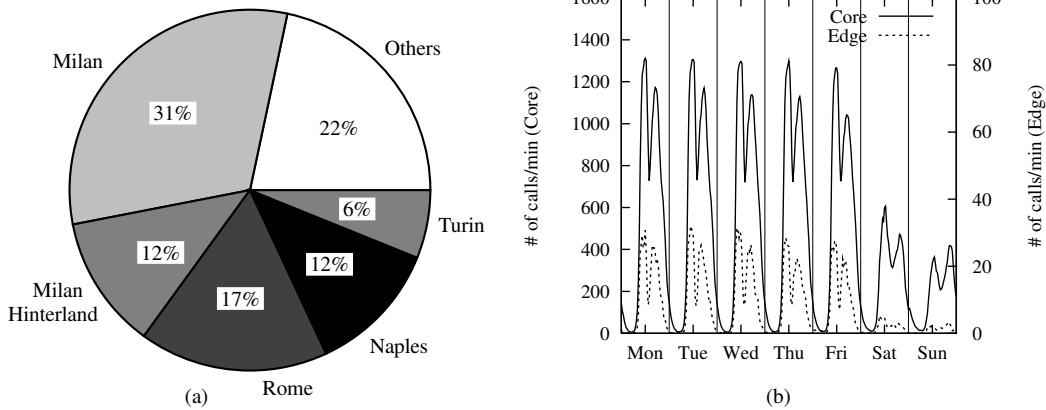 Milan
Others
31%
22%
6%
Turin
12%
12%
Milan
Hinterland
17%
Naples
Rome
(a)
1600
1400
1200
1000
800
600
400
200
0
# of calls/min (Core)
Core
Edge
100
80
60
40
20
0
# of calls/min (Edge)
Mon Tue Wed Thu Fri Sat Sun
(b)